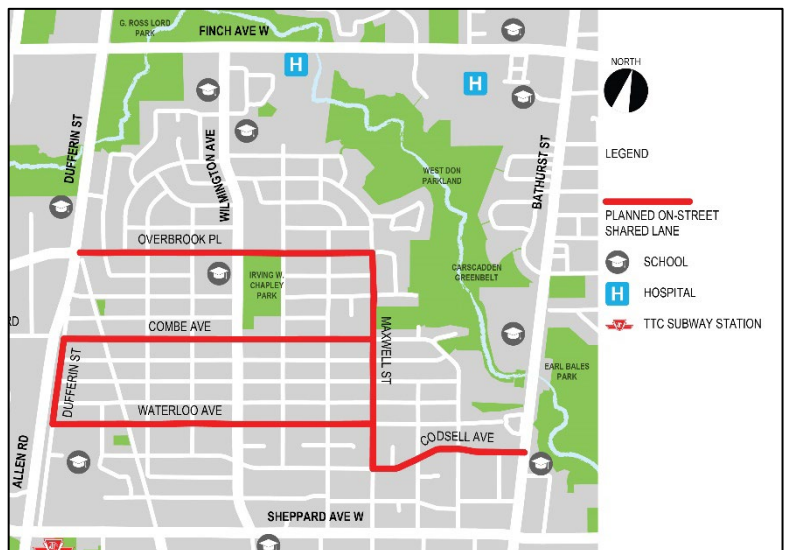 G. ROSS LORD
PARK
FINCH AVE W
H
H
DUFFERIN ST
WILMINGTON AVE
BATHURST ST
WEST DON
PARKLAND
OVERBROOK PL
IRVING W.
CHAPLEY
PARK
CARSCADDEN
GREENBELT
RD
COMBE AVE
MAXWELL ST
DUFFERIN ST
EARL BALES
PARK
WATERLOO AVE
CODSELL AVE
ALLEN RD
SHEPPARD AVE W
NORTH
LEGEND
PLANNED ON-STREET
SHARED LANE
SCHOOL
H HOSPITAL
TTC SUBWAY STATION